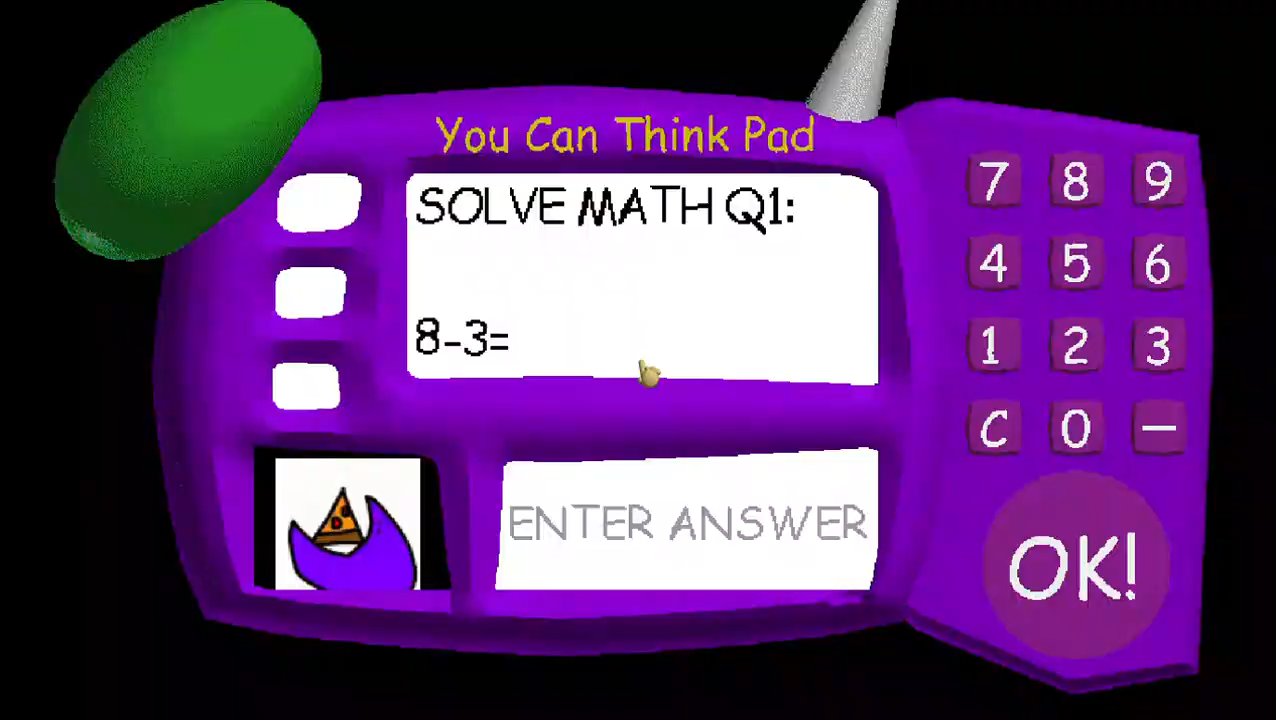 You Can Think Pad
SOLVE MATH Q1:
8-3=
ENTER ANSWER
7 8 9
4 5 6
1 2 3
C 0 —
OK!